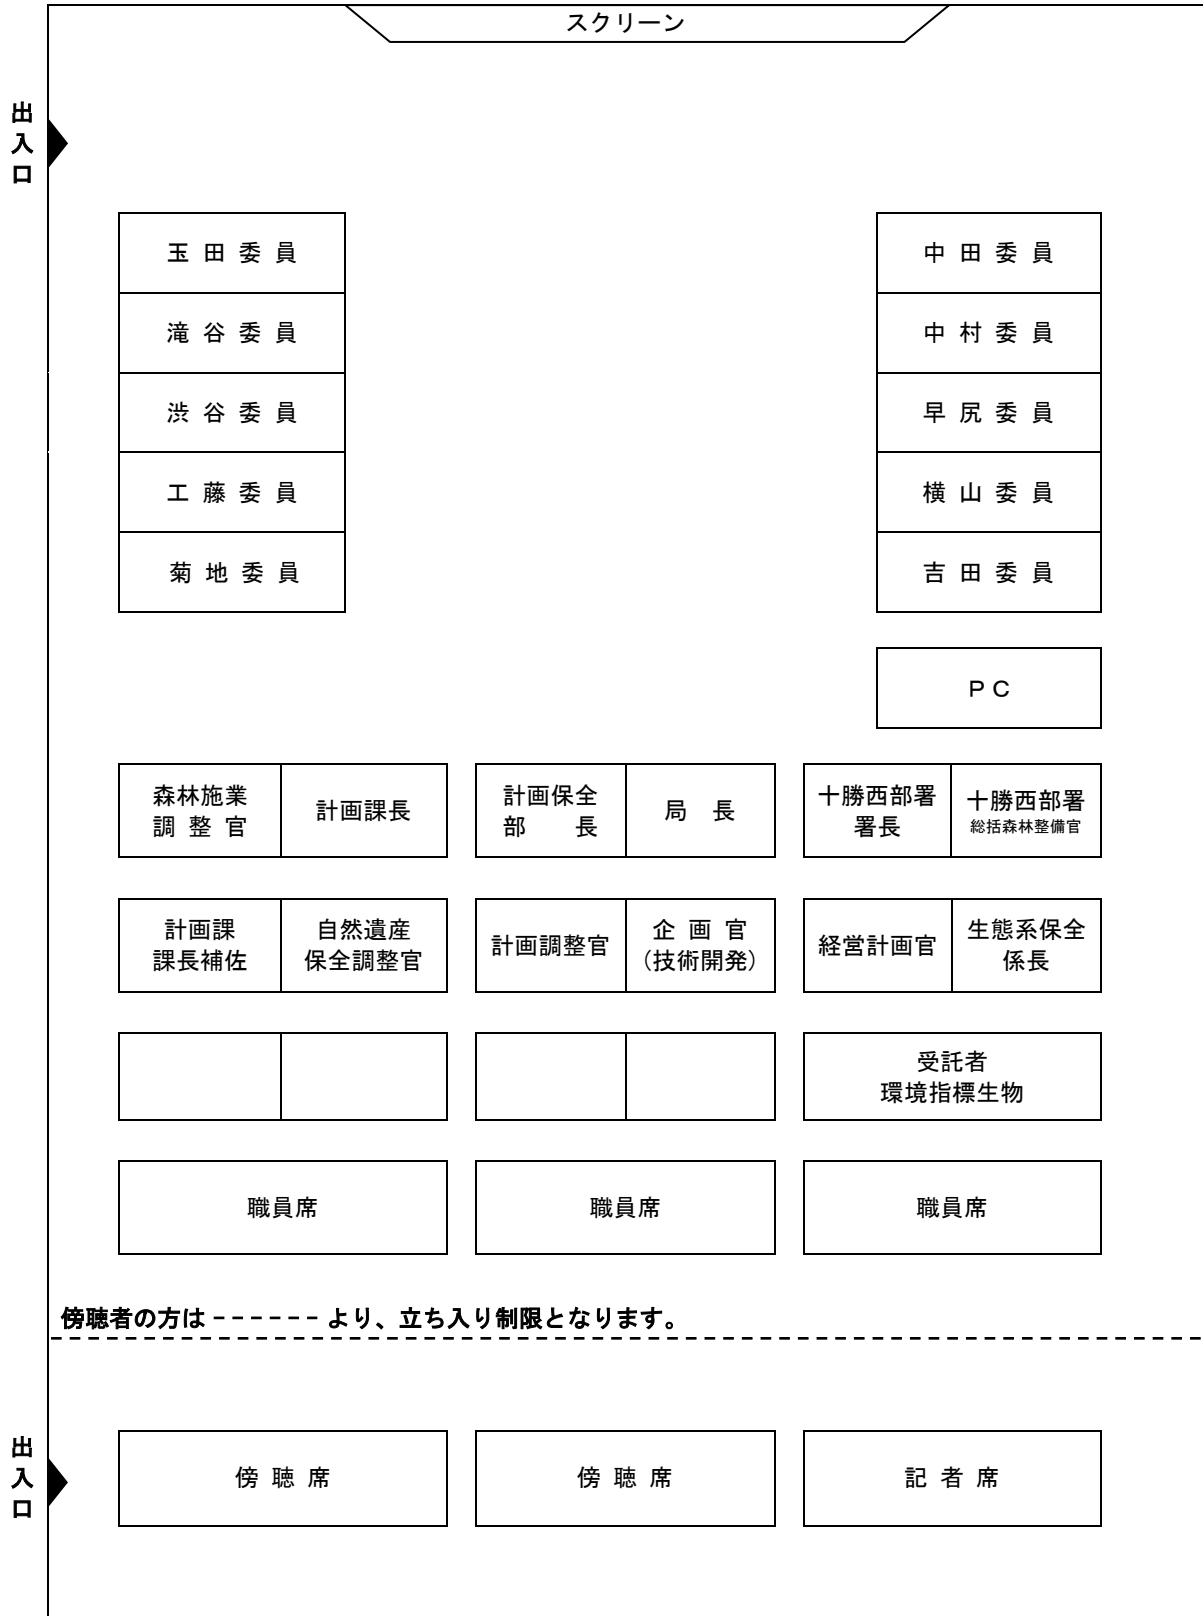 スクリーン
出入口
玉田委員
中田委員
滝谷委員
中村委員
渋谷委員
早尻委員
工藤委員
横山委員
菊地委員
吉田委員
ＰＣ
森林施業
調整官
計画課長
計画保全
部　　長
局　長
十勝西部署
署長
十勝西部署
総括森林整備官
計画課
課長補佐
自然遺産
保全調整官
計画調整官
企画官
（技術開発）
経営計画官
生態系保全
係長
受託者
環境指標生物
職員席
職員席
職員席
傍聴者の方は ------ より、立ち入り制限となります。
出入口
傍聴席
傍聴席
記者席